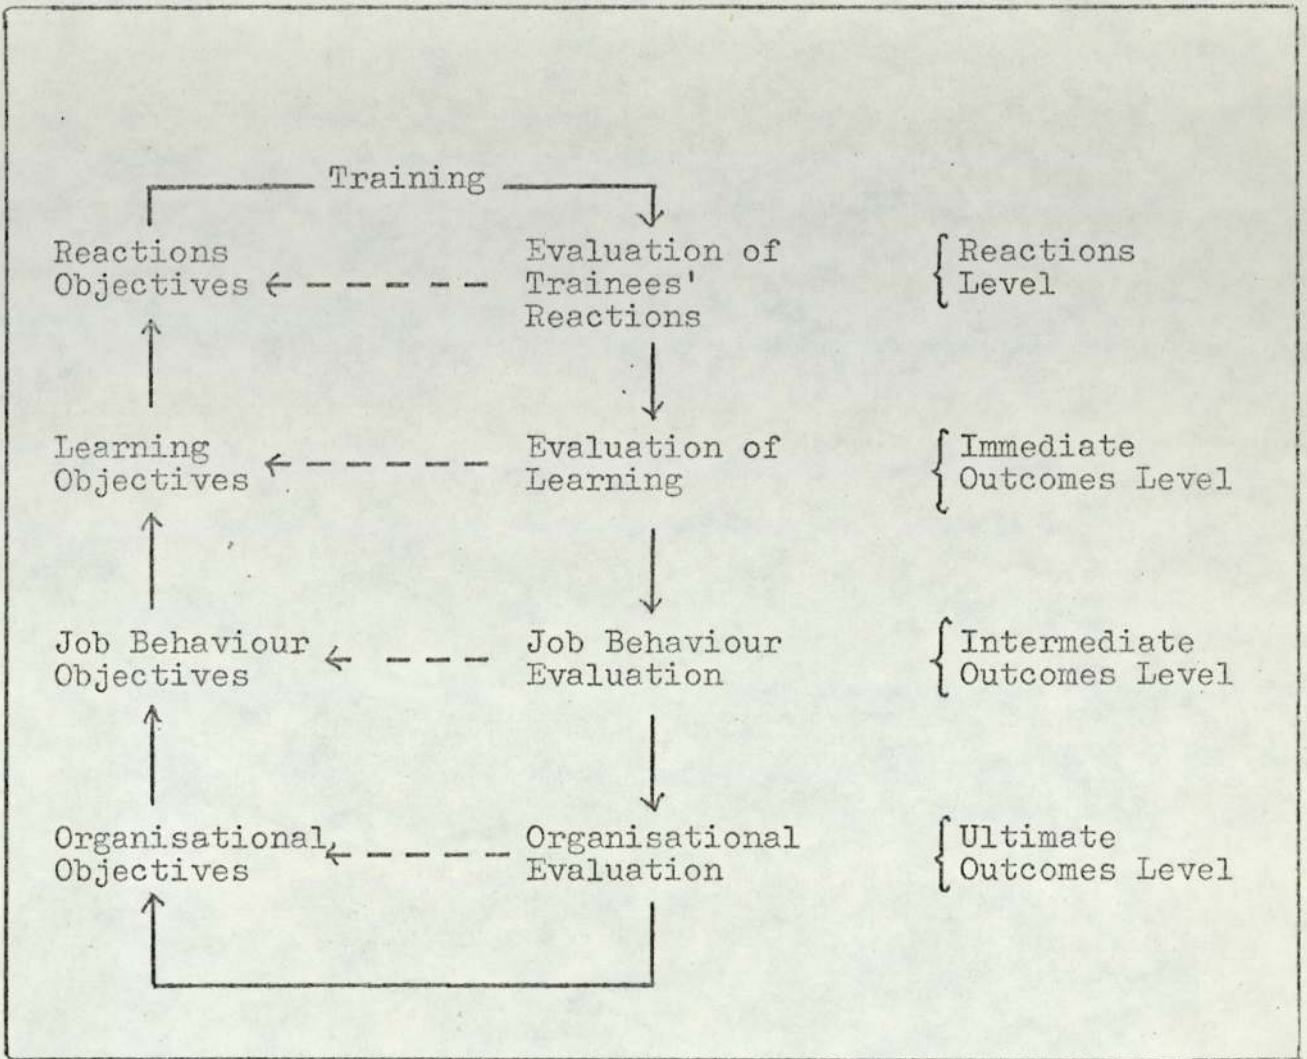 Training
Reactions
Objectives
Evaluation of
Trainees'
Reactions
Reactions
Level
Learning
Objectives
Evaluation of
Learning
Immediate
Outcomes Level
Job Behaviour
Objectives
Job Behaviour
Evaluation
Intermediate
Outcomes Level
Organisational
Objectives
Organisational
Evaluation
Ultimate
Outcomes Level